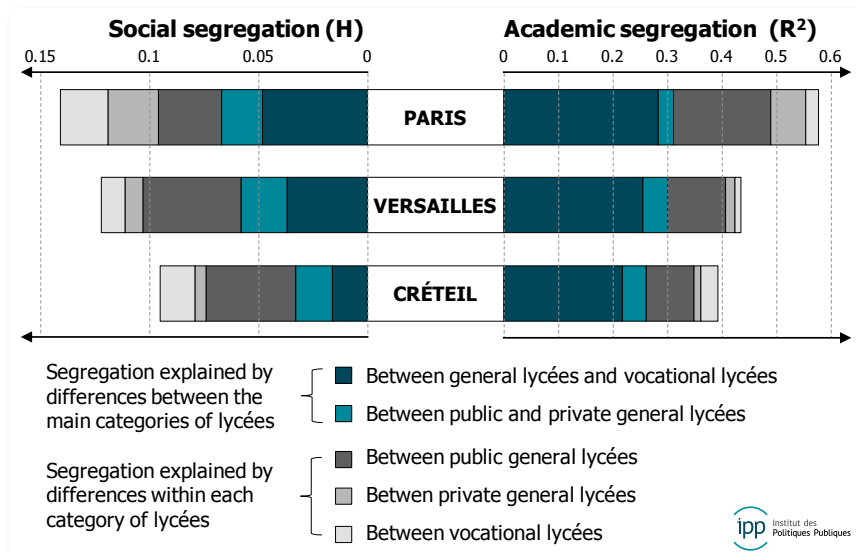 Social segregation (H)
Academic segregation (R²)
0.15 0.1 0.05 0
0 0.1 0.2 0.3 0.4 0.5 0.6
PARIS
VERSAILLES
CRÉTEIL
Segregation explained by
differences between the
main categories of lycées
Between general lycées and vocational lycées
Between public and private general lycées
Segregation explained by
differences within each
category of lycées
Between public general lycées
Betwen private general lycées
Between vocational lycées
ipp Institut des
Politiques Publiques